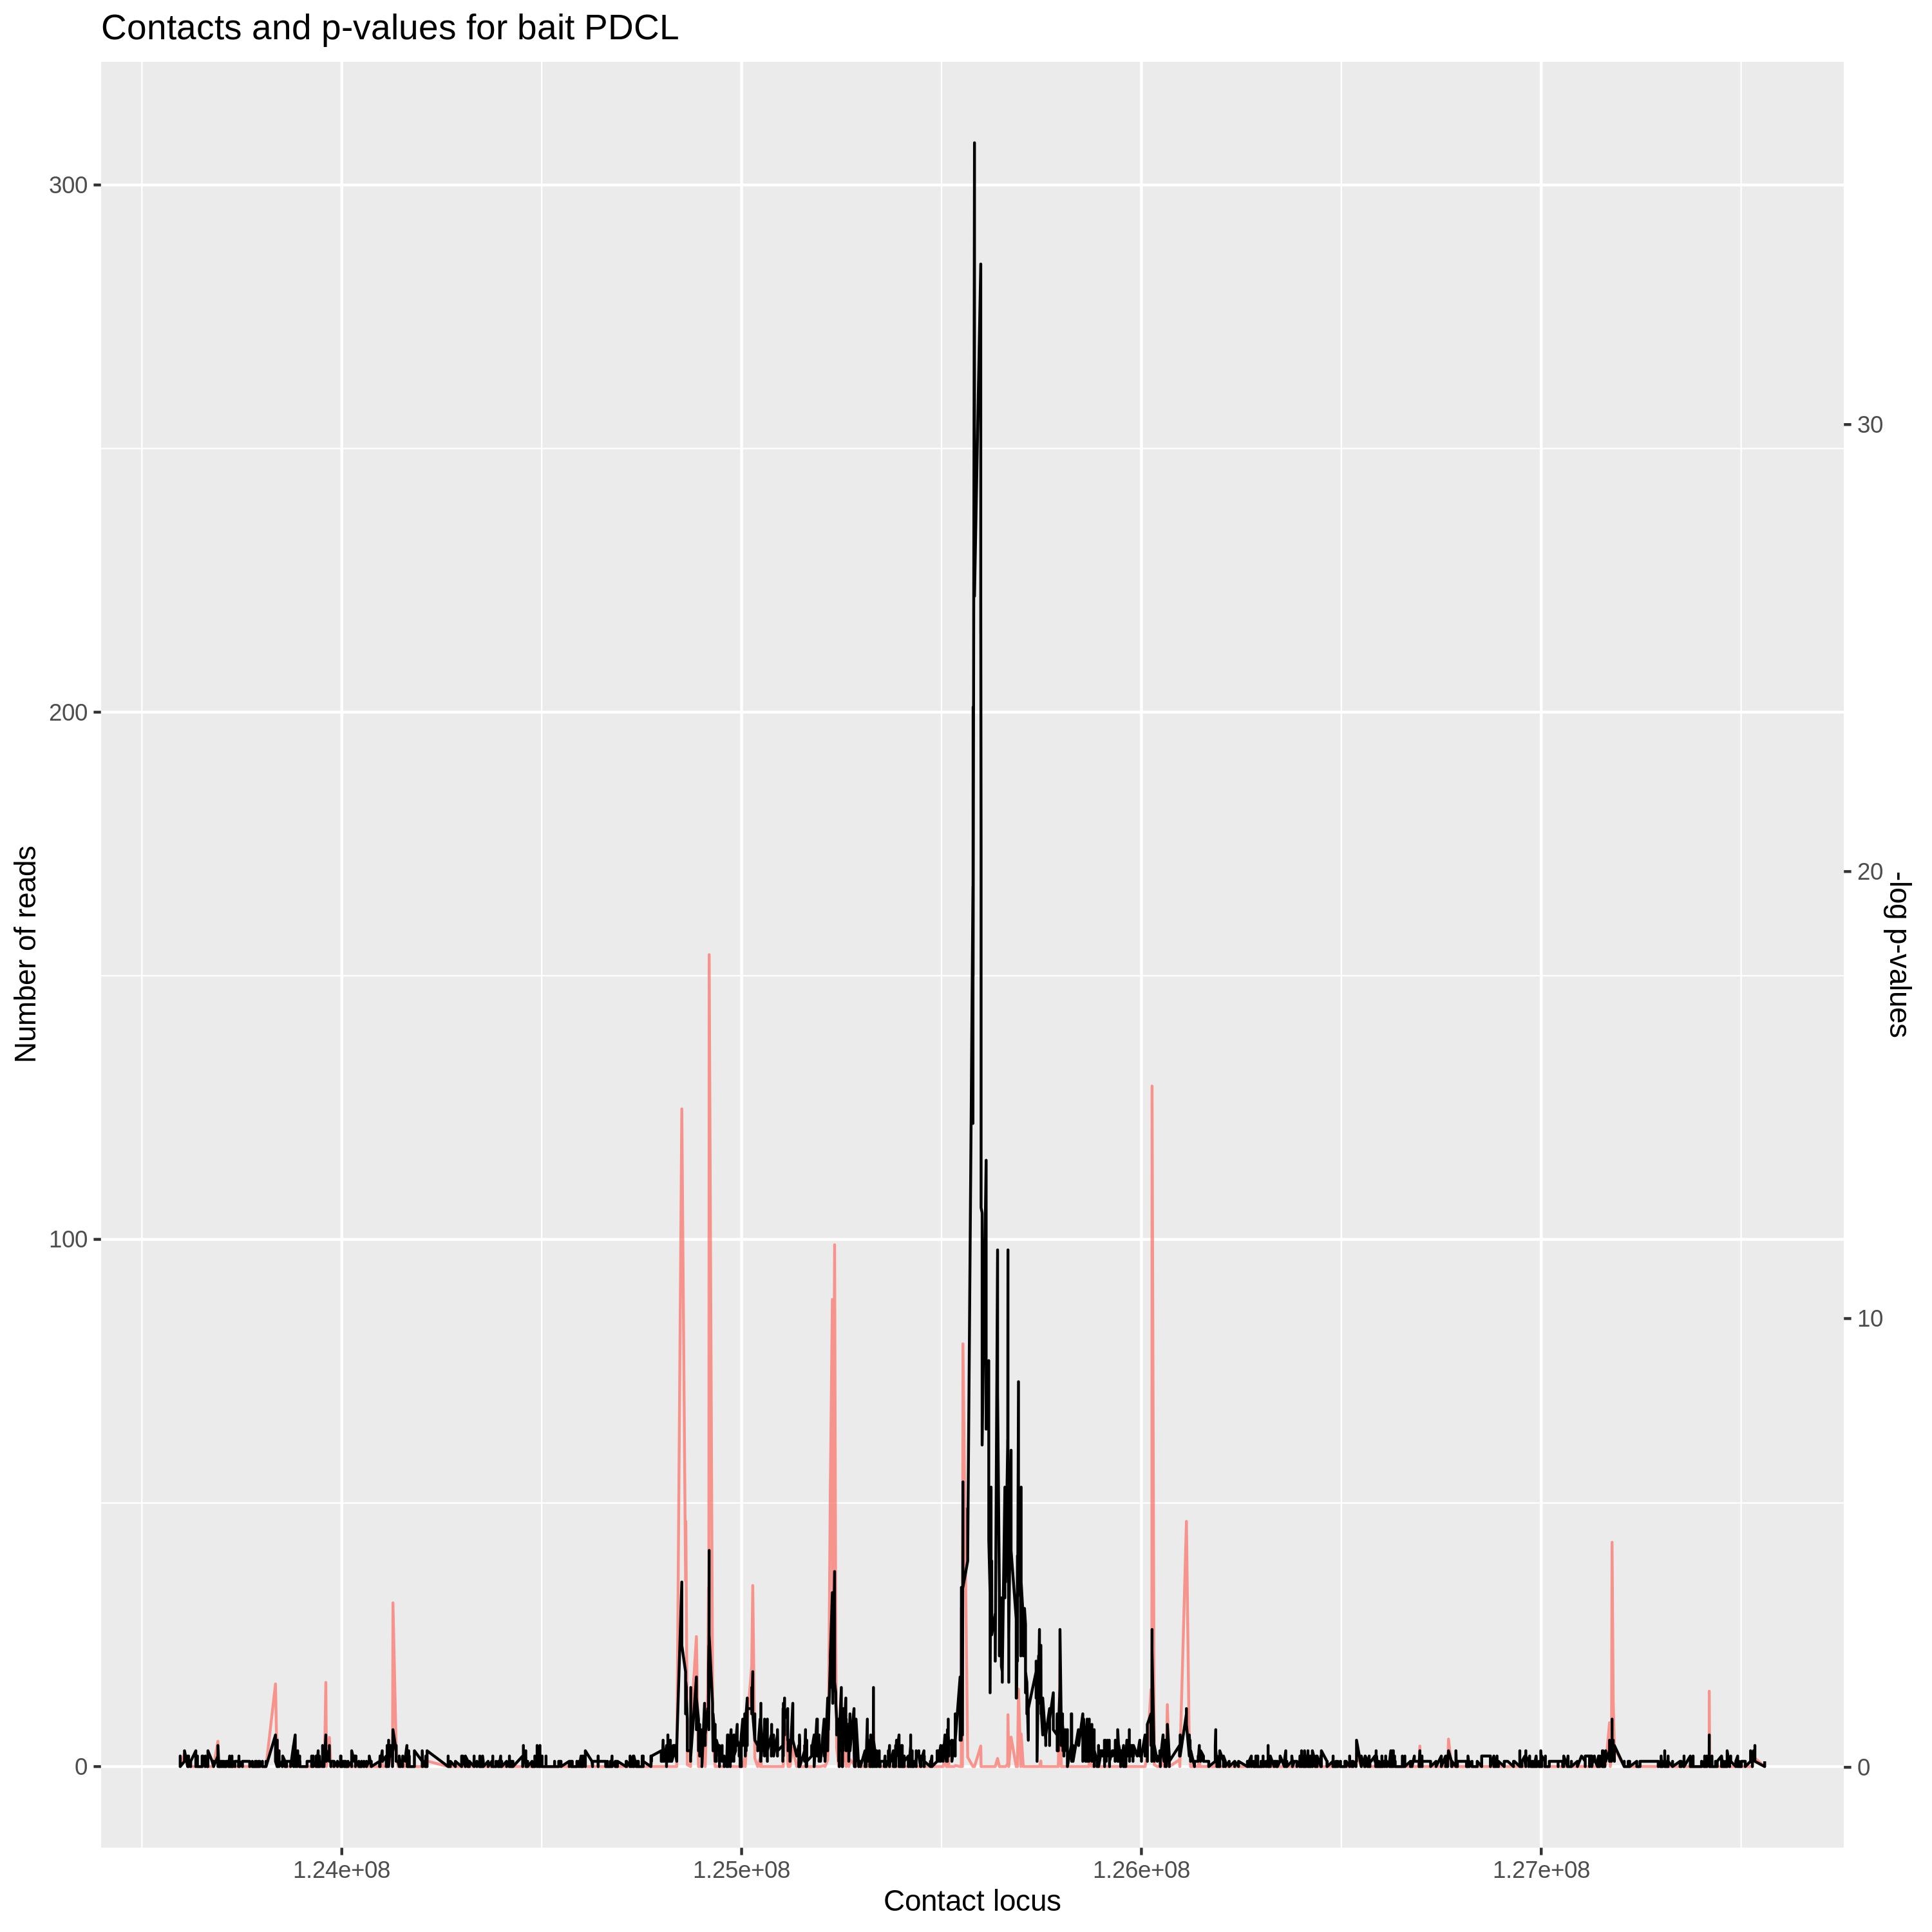 Contacts and p-values for bait PDCL
300
200
100
0
Number of reads
30
20
10
0
-log p-values
1.24e+08
1.25e+08
1.26e+08
1.27e+08
Contact locus